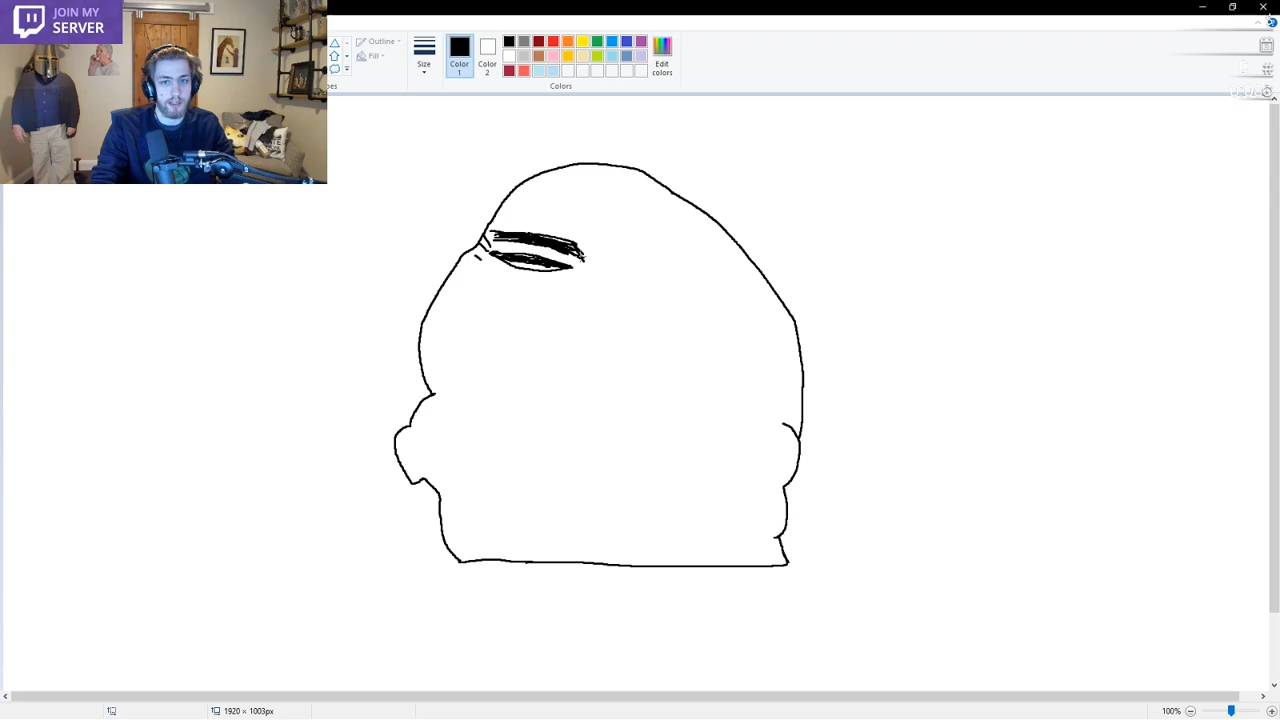 JOIN MY
SERVER
Outline
Fill
Size
Color
1
Color
2
Edit
colors
Colors
1920 × 1003px
100%